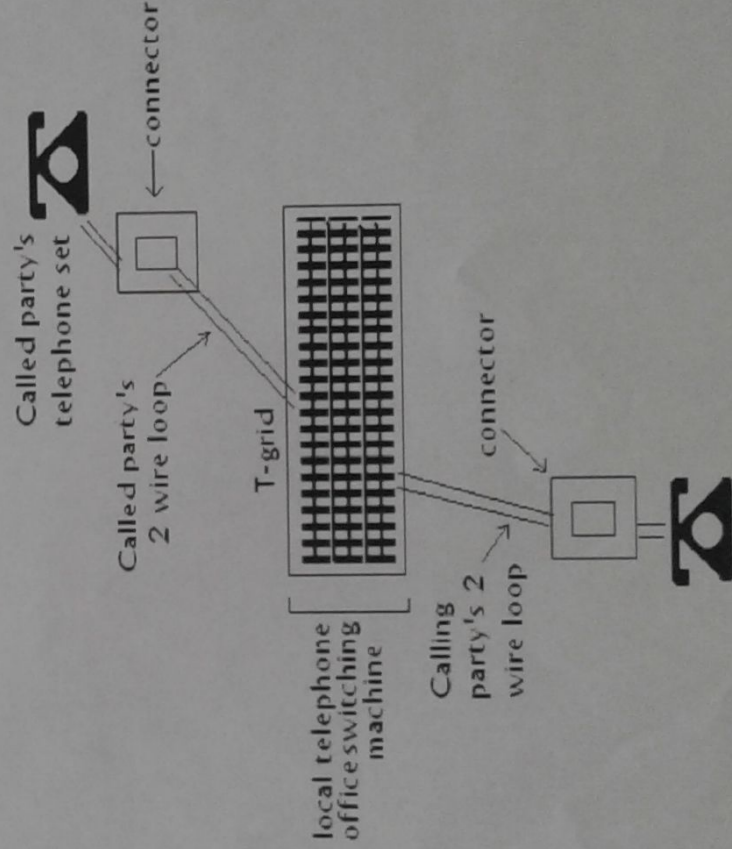 Called party's
telephone set
connector
Called party's
2 wire loop
T-grid
local telephone
office switching
machine
connector
Calling
party's 2
wire loop